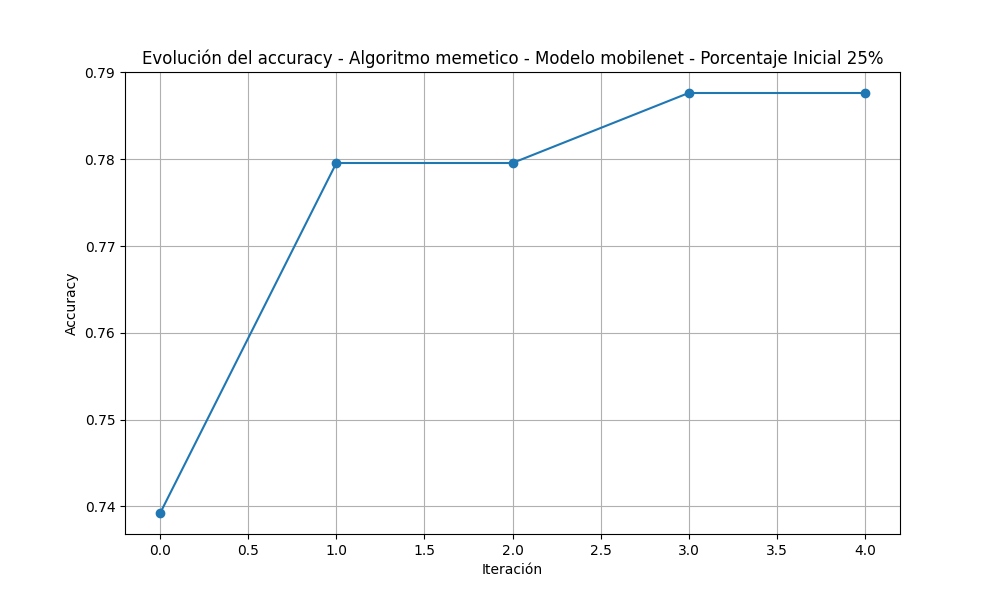 Evolución del accuracy - Algoritmo memetico - Modelo mobilenet - Porcentaje Inicial 25%
Accuracy
0.79
0.78
0.77
0.76
0.75
0.74
0.0 0.5 1.0 1.5 2.0 2.5 3.0 3.5 4.0
Iteración